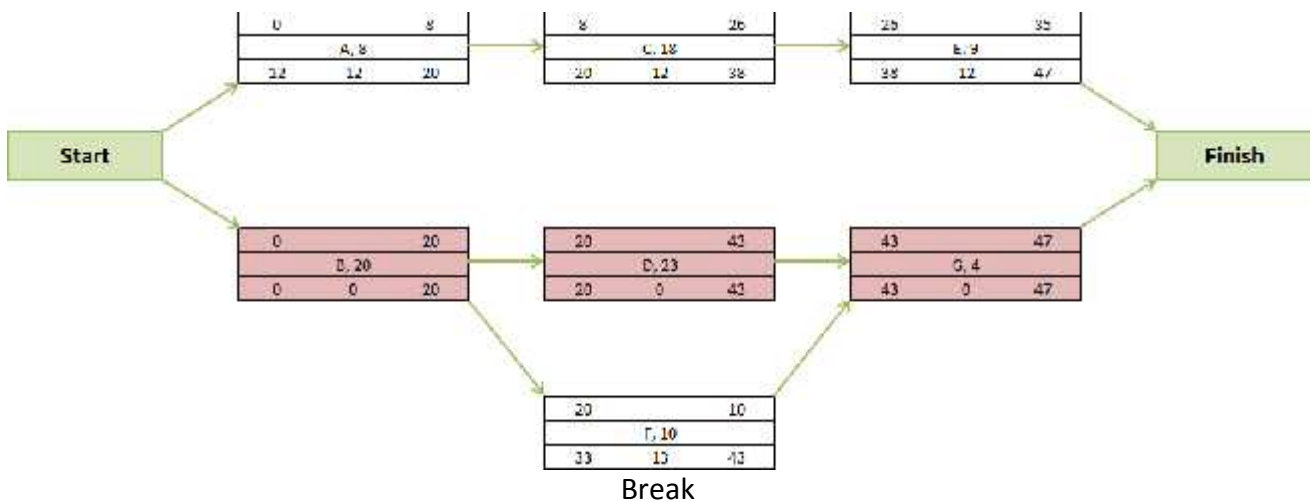 0 8
A, 8
12 12 20
8 26
C, 18
20 12 38
26 35
E, 9
38 12 47
Start
Finish
0 20
B, 20
0 0 20
20 43
D, 23
20 0 43
43 47
G, 4
43 0 47
20 10
F, 10
33 13 43
Break